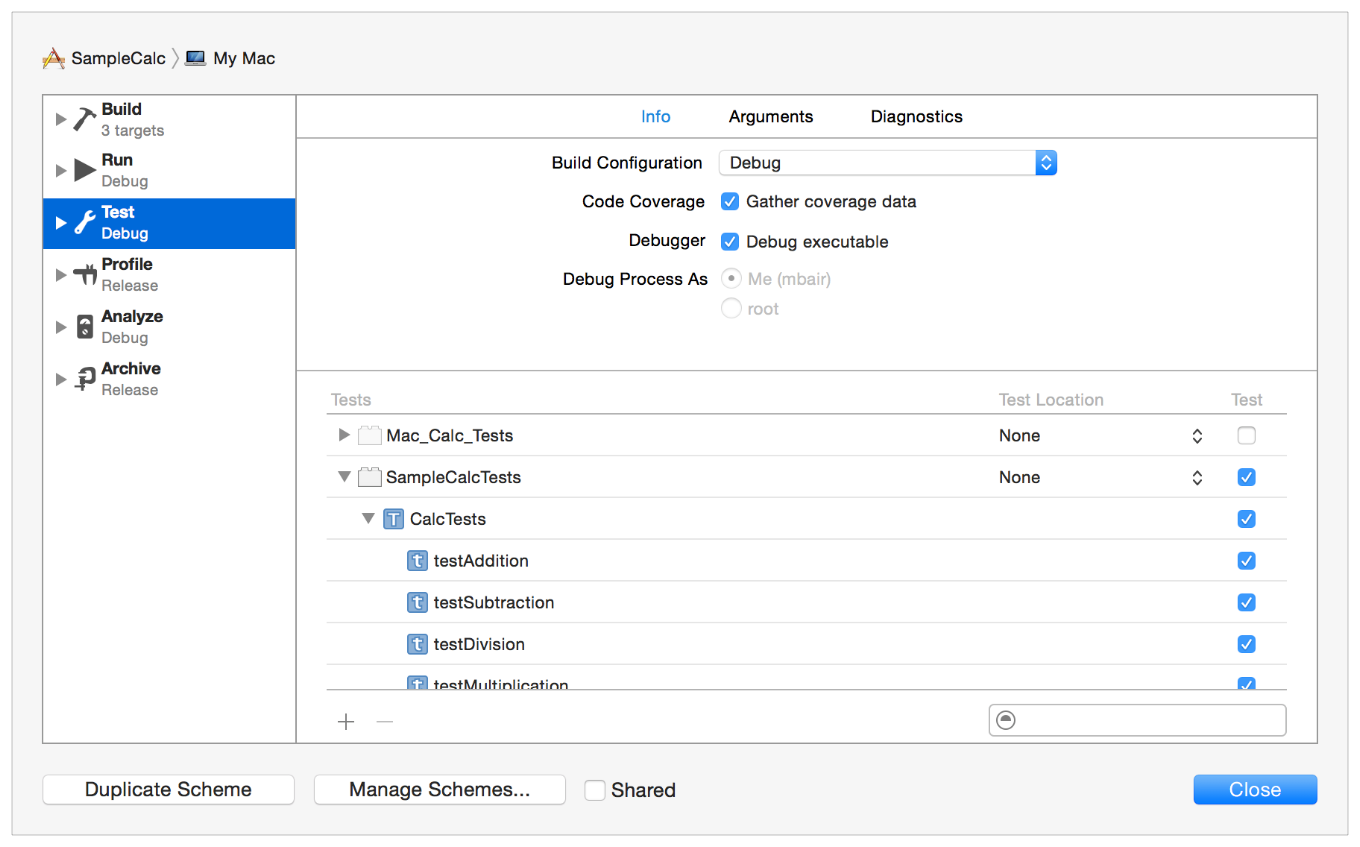 SampleCalc My Mac
Build
3 targets
Run
Debug
Test
Debug
Profile
Release
Analyze
Debug
Archive
Release
Info Arguments Diagnostics
Build Configuration Debug
Code Coverage Gather coverage data
Debugger Debug executable
Debug Process As Me (mbair)
root
Tests Test Location Test
Mac_Calc_Tests None
SampleCalcTests None
T CalcTests
t testAddition
t testSubtraction
t testDivision
t testMultiplication
Duplicate Scheme Manage Schemes... Shared Close